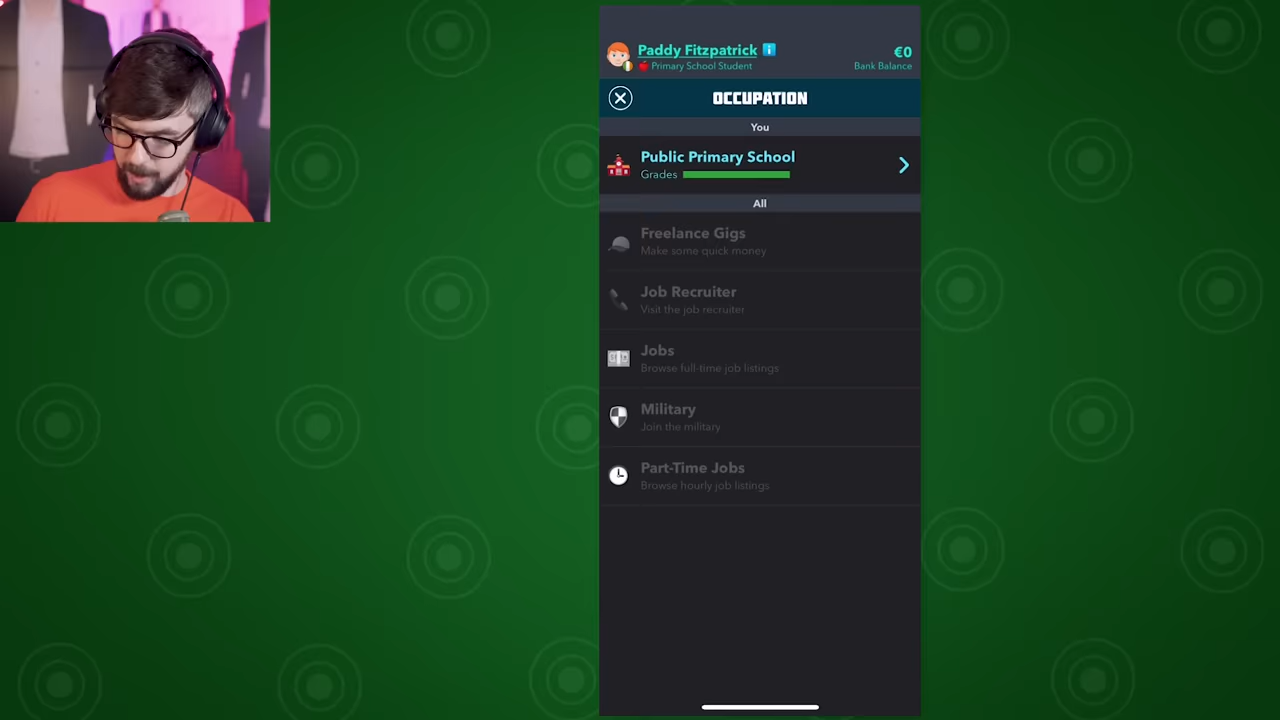 Paddy Fitzpatrick
€0
Primary School Student
Bank Balance
OCCUPATION
You
Public Primary School
Grades
All
Freelance Gigs
Make some quick money
Job Recruiter
Visit the job recruiter
Jobs
Browse full-time job listings
Military
Join the military
Part-Time Jobs
Browse hourly job listings